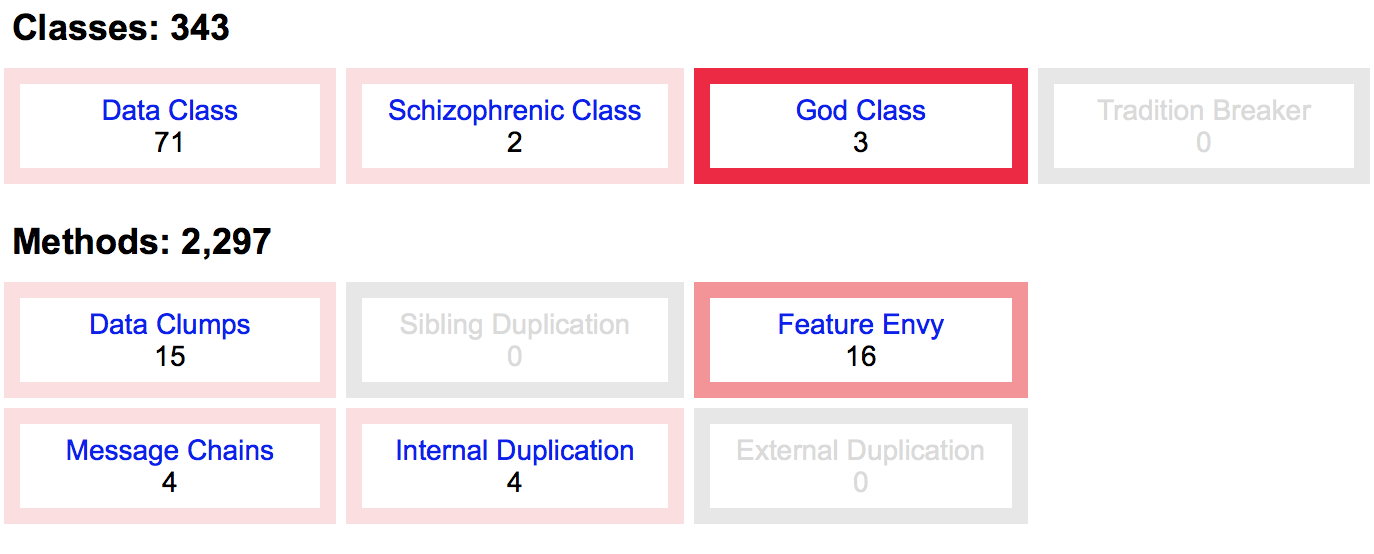 Classes: 343
Data Class
71
Schizophrenic Class
2
God Class
3
Tradition Breaker
0
Methods: 2,297
Data Clumps
15
Sibling Duplication
0
Feature Envy
16
Message Chains
4
Internal Duplication
4
External Duplication
0